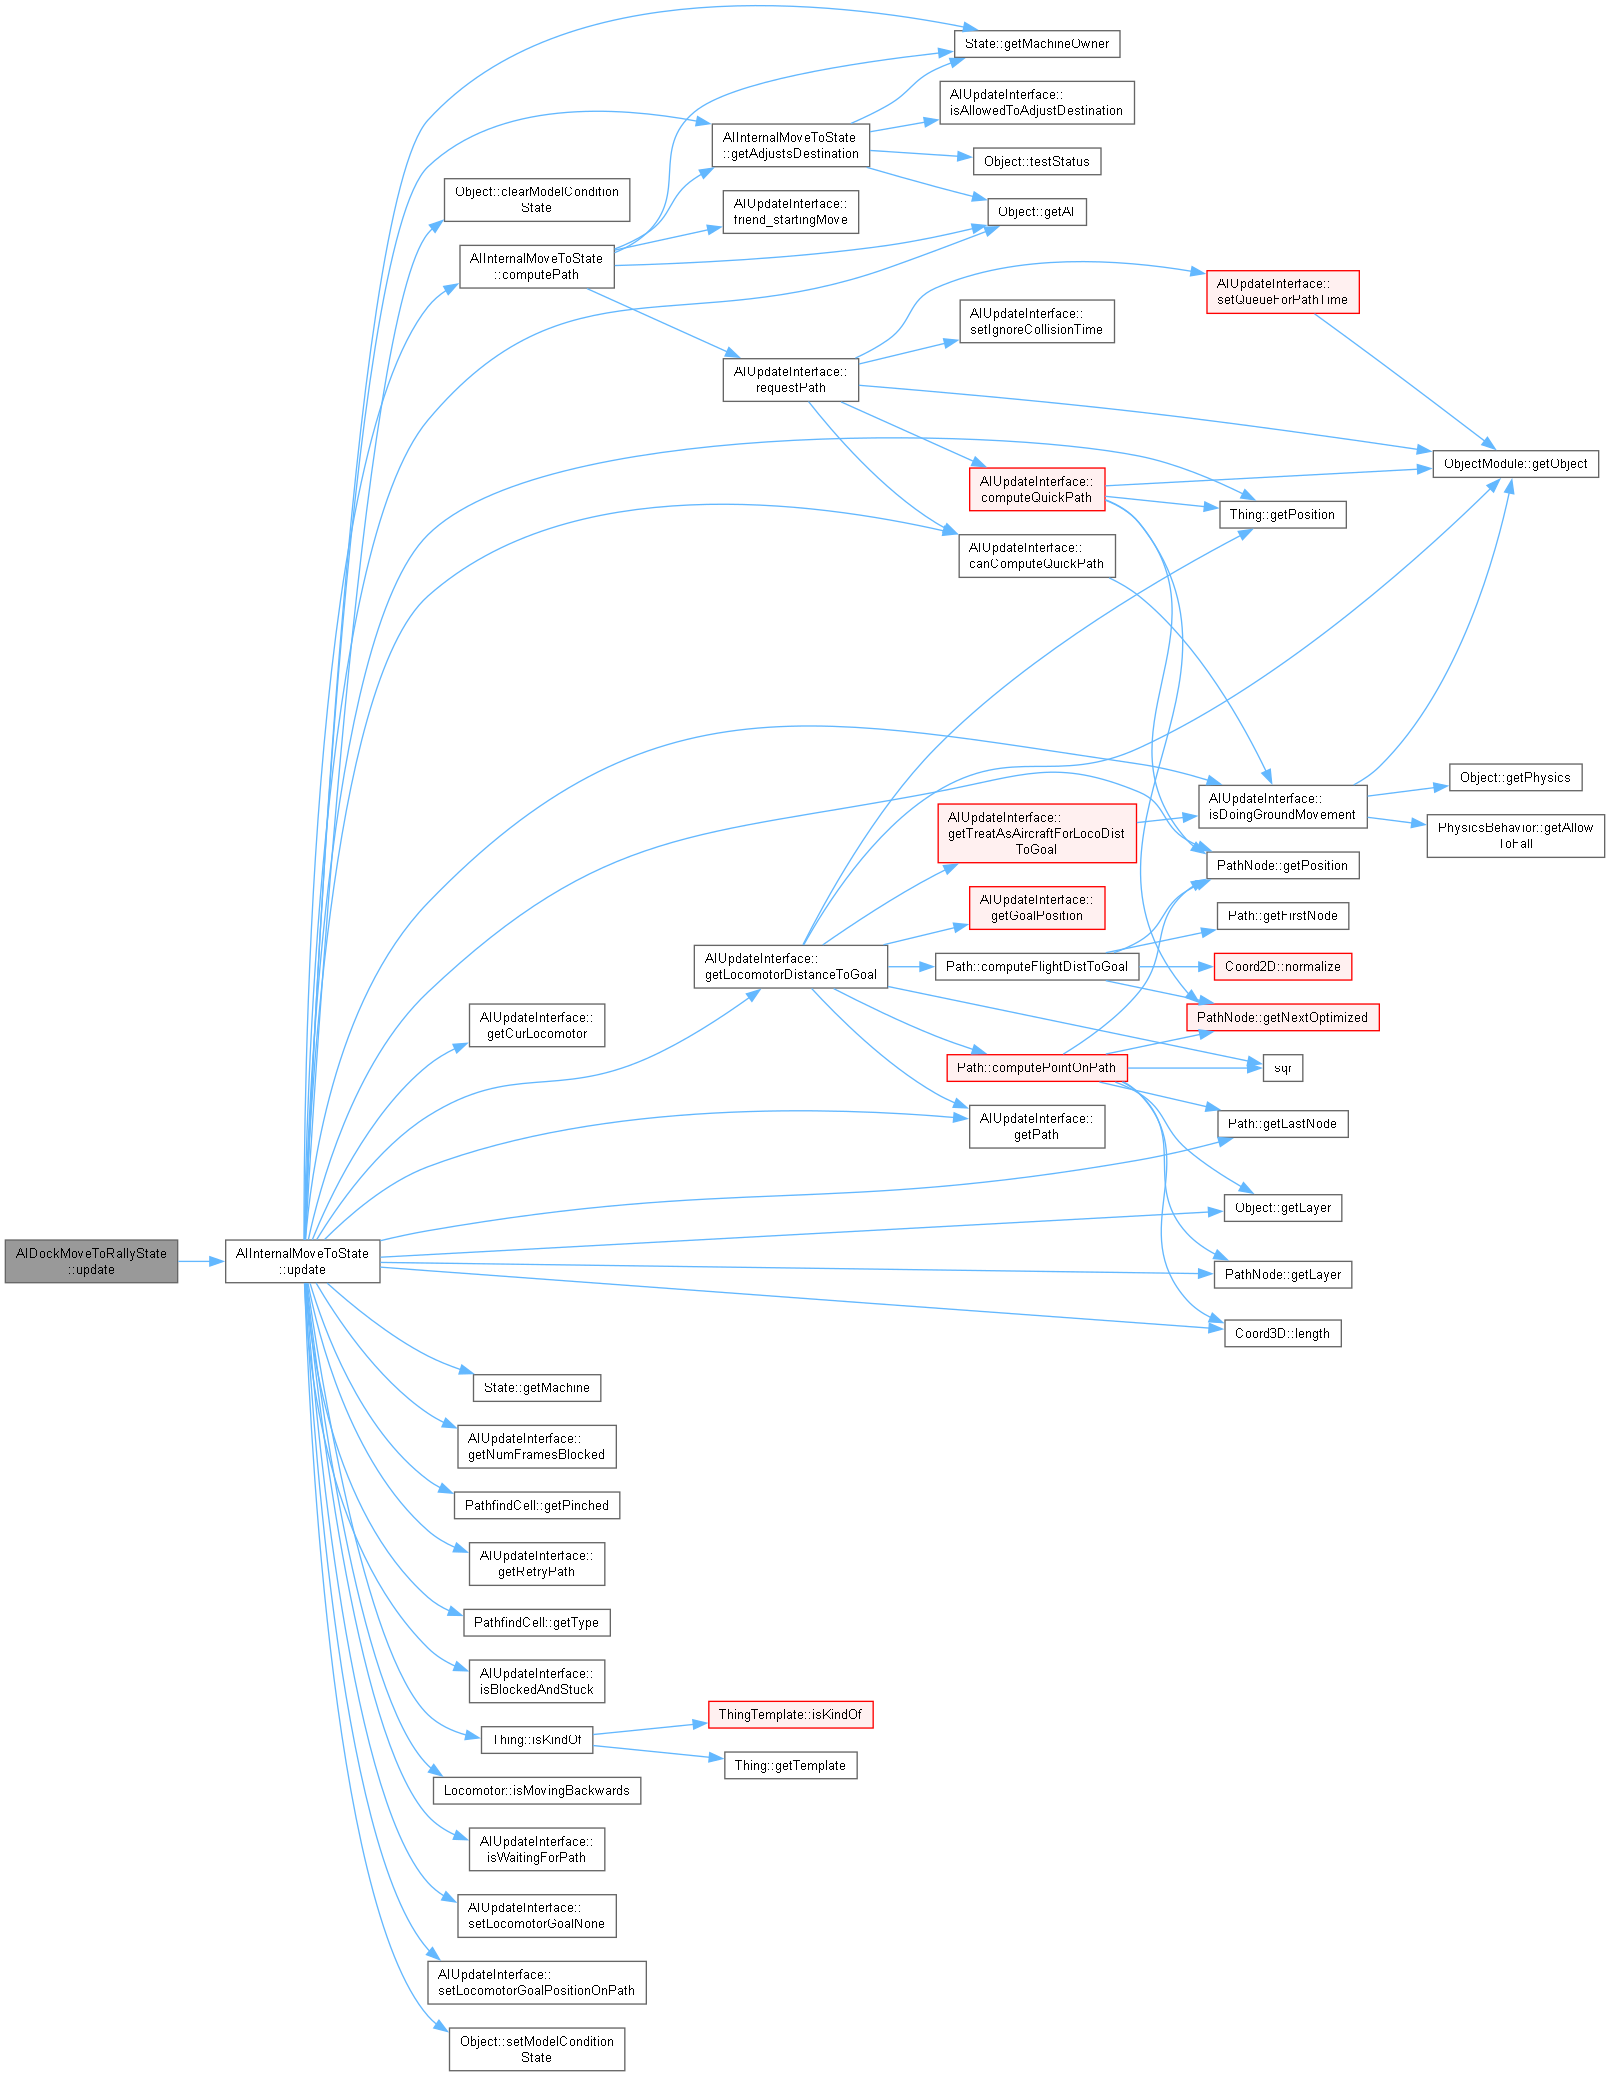 State::getMachineOwner
AIUpdateInterface::
isAllowedToAdjustDestination
AIInternalMoveToState
::getAdjustsDestination
Object::testStatus
Object::clearModelCondition
State
AIUpdateInterface::
friend_startingMove
Object::getAI
AIInternalMoveToState
::computePath
AIUpdateInterface::
setQueueForPathTime
AIUpdateInterface::
setIgnoreCollisionTime
AIUpdateInterface::
requestPath
ObjectModule::getObject
AIUpdateInterface::
computeQuickPath
Thing::getPosition
AIUpdateInterface::
canComputeQuickPath
Object::getPhysics
AIUpdateInterface::
isDoingGroundMovement
AIUpdateInterface::
getTreatAsAircraftForLocoDist
ToGoal
PhysicsBehavior::getAllow
ToFall
PathNode::getPosition
AIUpdateInterface::
getGoalPosition
Path::getFirstNode
AIUpdateInterface::
getLocomotorDistanceToGoal
Path::computeFlightDistToGoal
Coord2D::normalize
PathNode::getNextOptimized
AIUpdateInterface::
getCurLocomotor
Path::computePointOnPath
sqr
AIUpdateInterface::
getPath
Path::getLastNode
Object::getLayer
AIDockMoveToRallyState
::update
AIInternalMoveToState
::update
PathNode::getLayer
Coord3D::length
State::getMachine
AIUpdateInterface::
getNumFramesBlocked
PathfindCell::getPinched
AIUpdateInterface::
getRetryPath
PathfindCell::getType
AIUpdateInterface::
isBlockedAndStuck
ThingTemplate::isKindOf
Thing::isKindOf
Thing::getTemplate
Locomotor::isMovingBackwards
AIUpdateInterface::
isWaitingForPath
AIUpdateInterface::
setLocomotorGoalNone
AIUpdateInterface::
setLocomotorGoalPositionOnPath
Object::setModelCondition
State